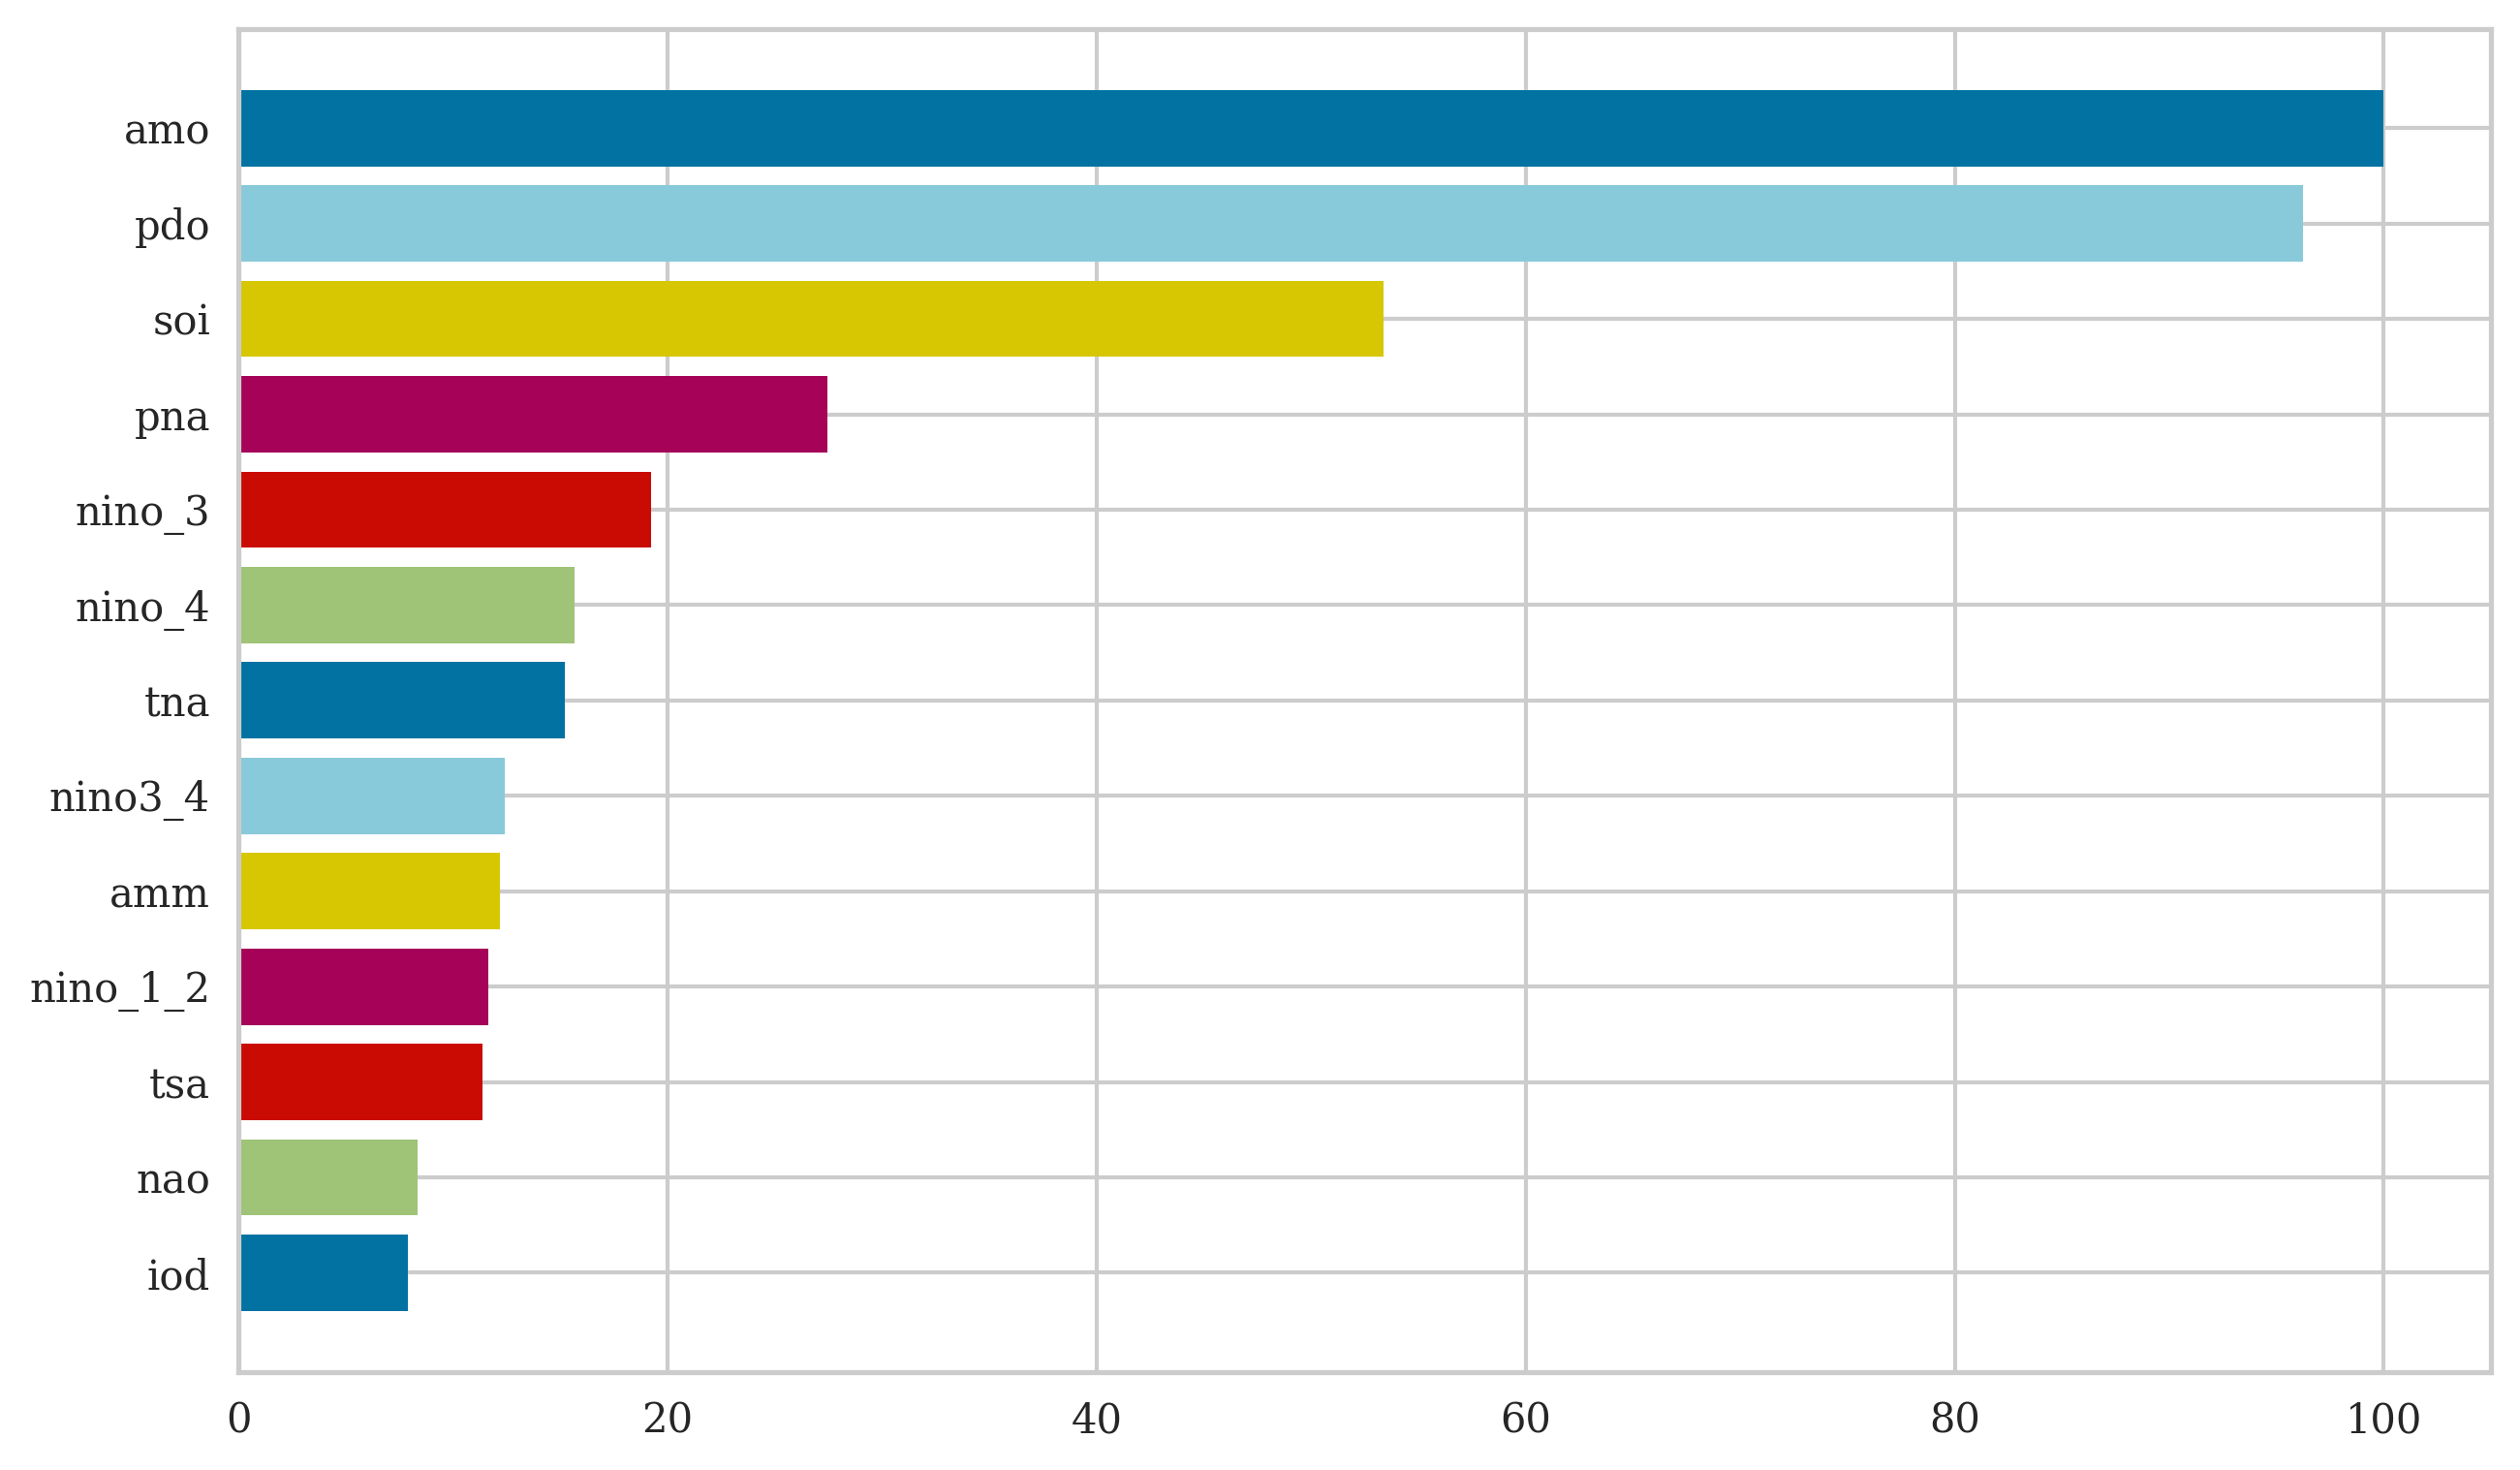 amo
pdo
soi
pna
nino_3
nino_4
tna
nino3_4
amm
nino_1_2
tsa
nao
iod
0 20 40 60 80 100